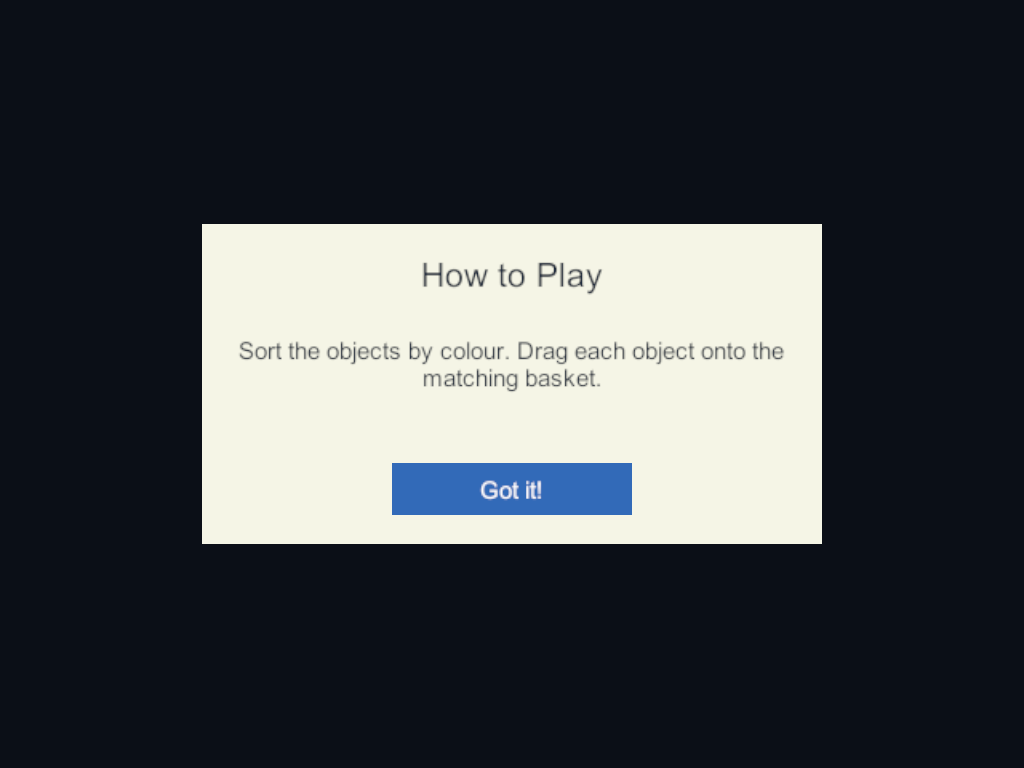 How to Play
Sort the objects by colour. Drag each object onto the
matching basket.
Got it!